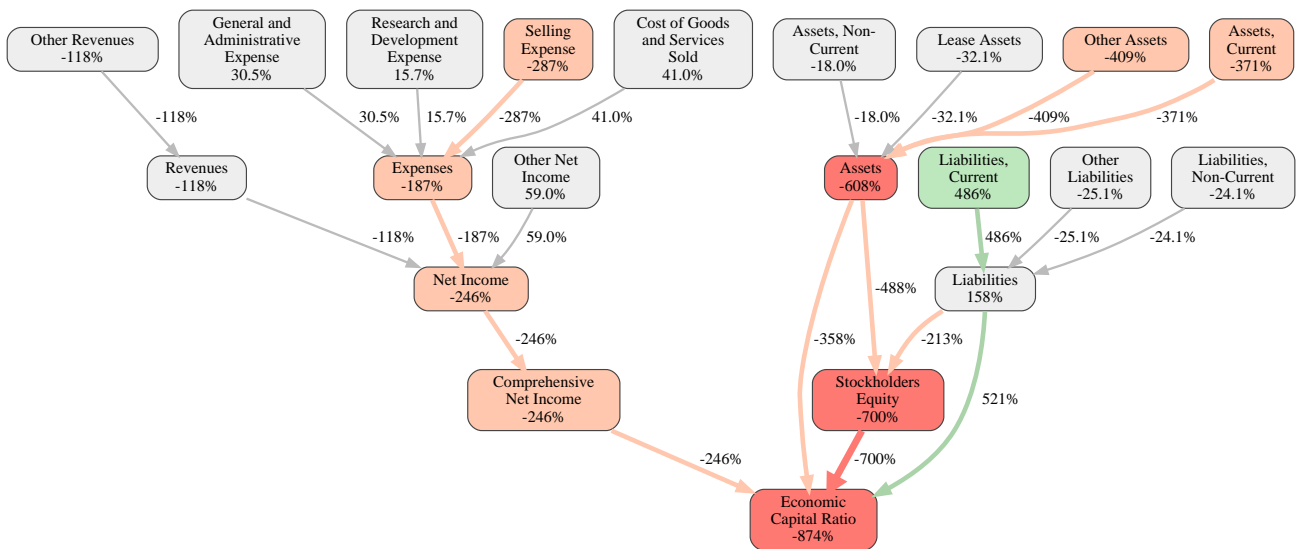 Other Revenues
-118%
General and
Administrative
Expense
30.5%
Research and
Development
Expense
15.7%
Selling
Expense
-287%
Cost of Goods
and Services
Sold
41.0%
Assets, Non-
Current
-18.0%
Lease Assets
-32.1%
Other Assets
-409%
Assets,
Current
-371%
-118%
30.5%
15.7%
-287%
41.0%
-18.0%
-32.1%
-409%
-371%
Revenues
-118%
Expenses
-187%
Other Net
Income
59.0%
Assets
-608%
Liabilities,
Current
486%
Other
Liabilities
-25.1%
Liabilities,
Non-Current
-24.1%
-118%
-187%
59.0%
486%
-25.1%
-24.1%
Net Income
-246%
-488%
Liabilities
158%
-246%
-358%
-213%
Comprehensive
Net Income
-246%
Stockholders
Equity
-700%
521%
-246%
-700%
Economic
Capital Ratio
-874%